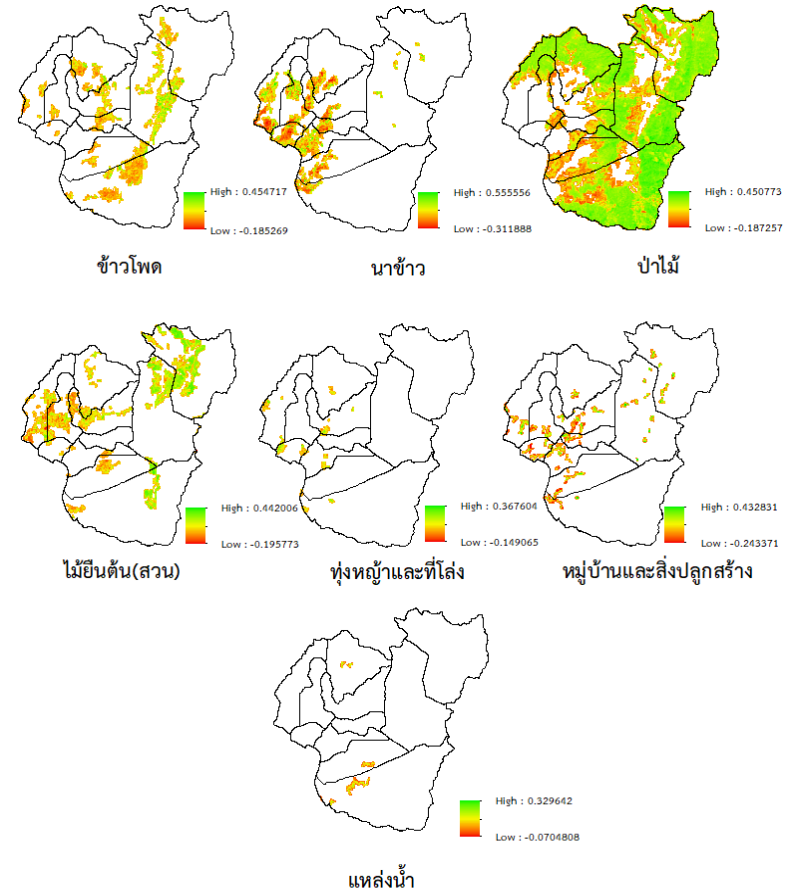 High : 0.454717
Low : -0.185269
ข้าวโพด
High : 0.555556
Low : -0.311888
นาข้าว
High : 0.450773
Low : -0.187257
ป่าไม้
High : 0.442006
Low : -0.195773
ไม้ยืนต้น(สวน)
High : 0.367604
Low : -0.149065
ทุ่งหญ้าและที่โล่ง
High : 0.432831
Low : -0.243371
หมู่บ้านและสิ่งปลูกสร้าง
High : 0.329642
Low : -0.0704808
แหล่งน้ำ